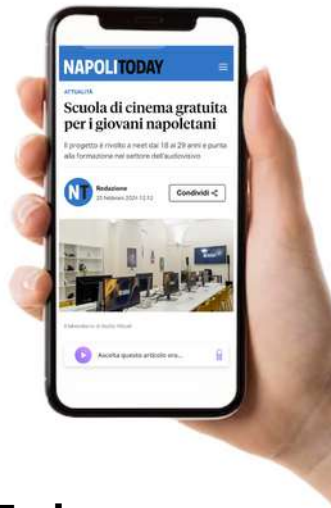 NAPOLITODAY
ATTUALITÀ
Scuola di cinema gratuita
per i giovani napoletani
Il progetto è rivolto a neet dai 18 ai 29 anni e punta
alla formazione nel settore dell'audiovisivo
NT
Redazione
Condividi
Ascolta questo articolo ora...